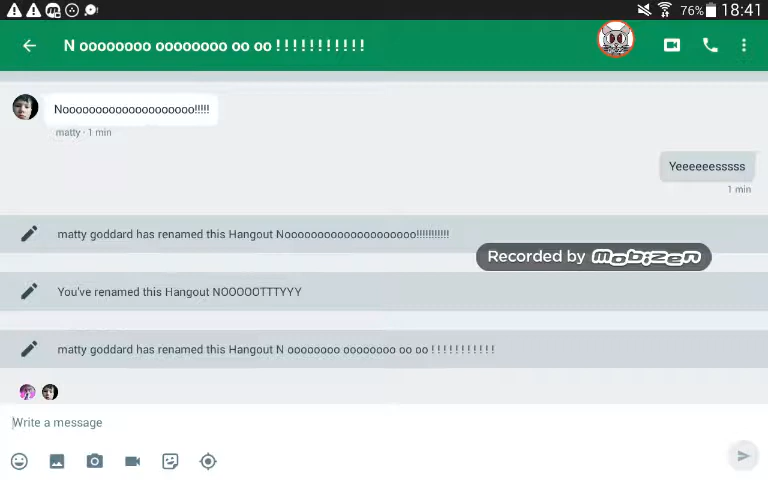 76% 18:41
N oooooooo oooooooo oo oo ! ! ! ! ! ! ! ! ! ! !
Noooooooooooooooooooo!!!!!
matty · 1 min
Yeeeeeesssss
1 min
matty goddard has renamed this Hangout Noooooooooooooooooooo!!!!!!!!!!!
Recorded by mobizen
You've renamed this Hangout NOOOOOTTTYYY
matty goddard has renamed this Hangout N oooooooo oooooooo oo oo ! ! ! ! ! ! ! ! ! ! !
Write a message